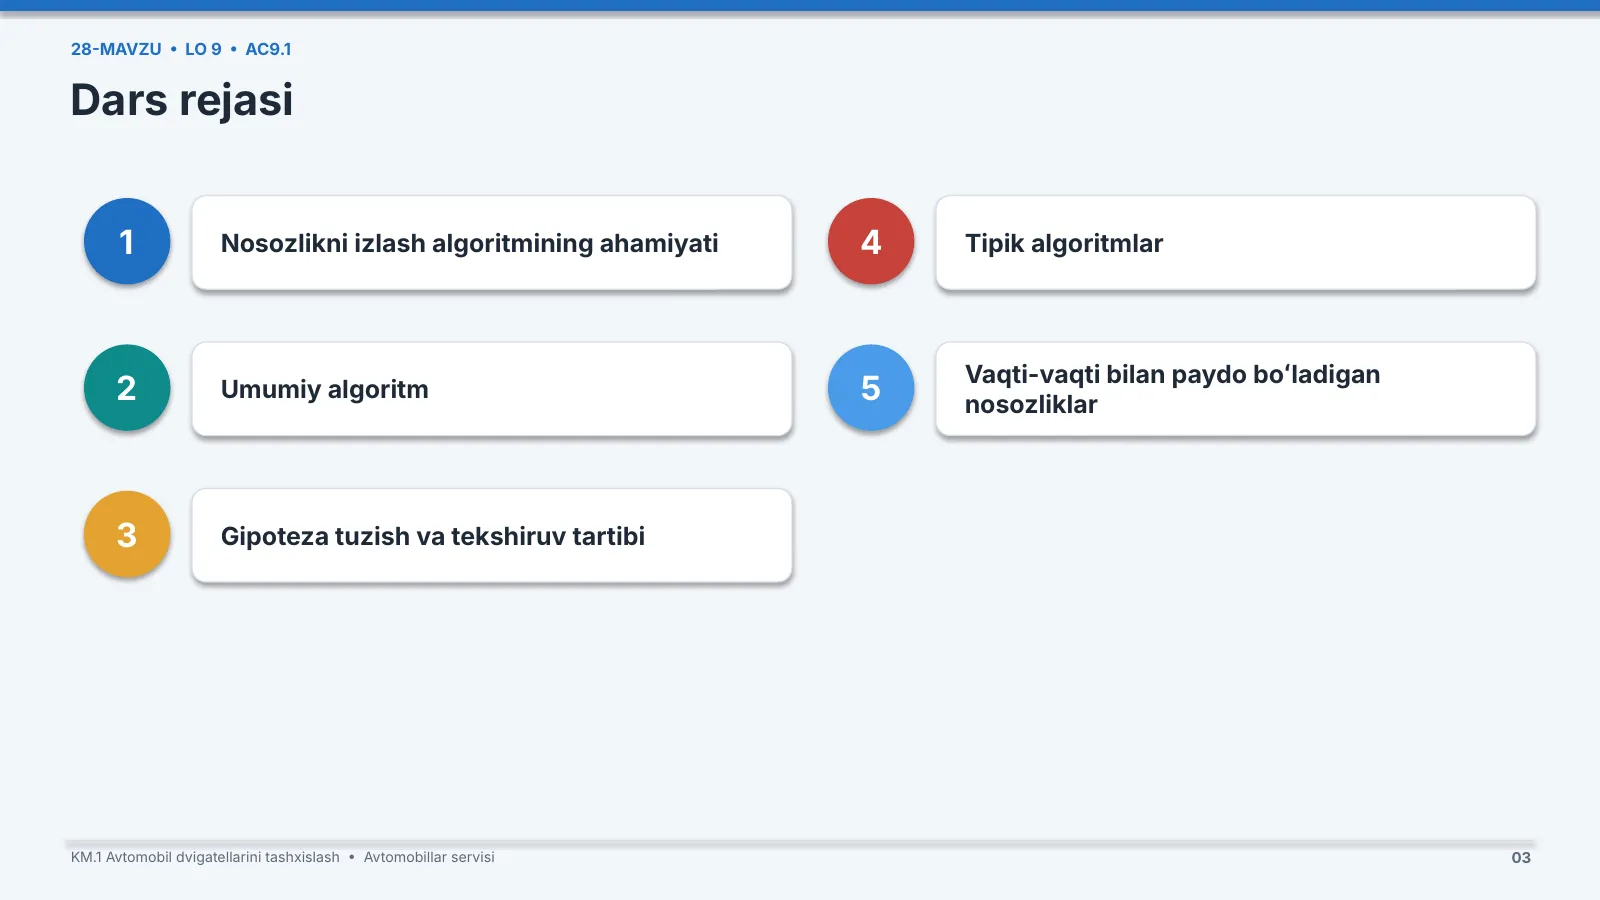 28-MAVZU • LO 9 • AC9.1
Dars rejasi
1
Nosozlikni izlash algoritmining ahamiyati
2
Umumiy algoritm
3
Gipoteza tuzish va tekshiruv tartibi
4
Tipik algoritmlar
5
Vaqti-vaqti bilan paydo boʻladigan
nosozliklar
KM.1 Avtomobil dvigatellarini tashxislash • Avtomobillar servisi
03